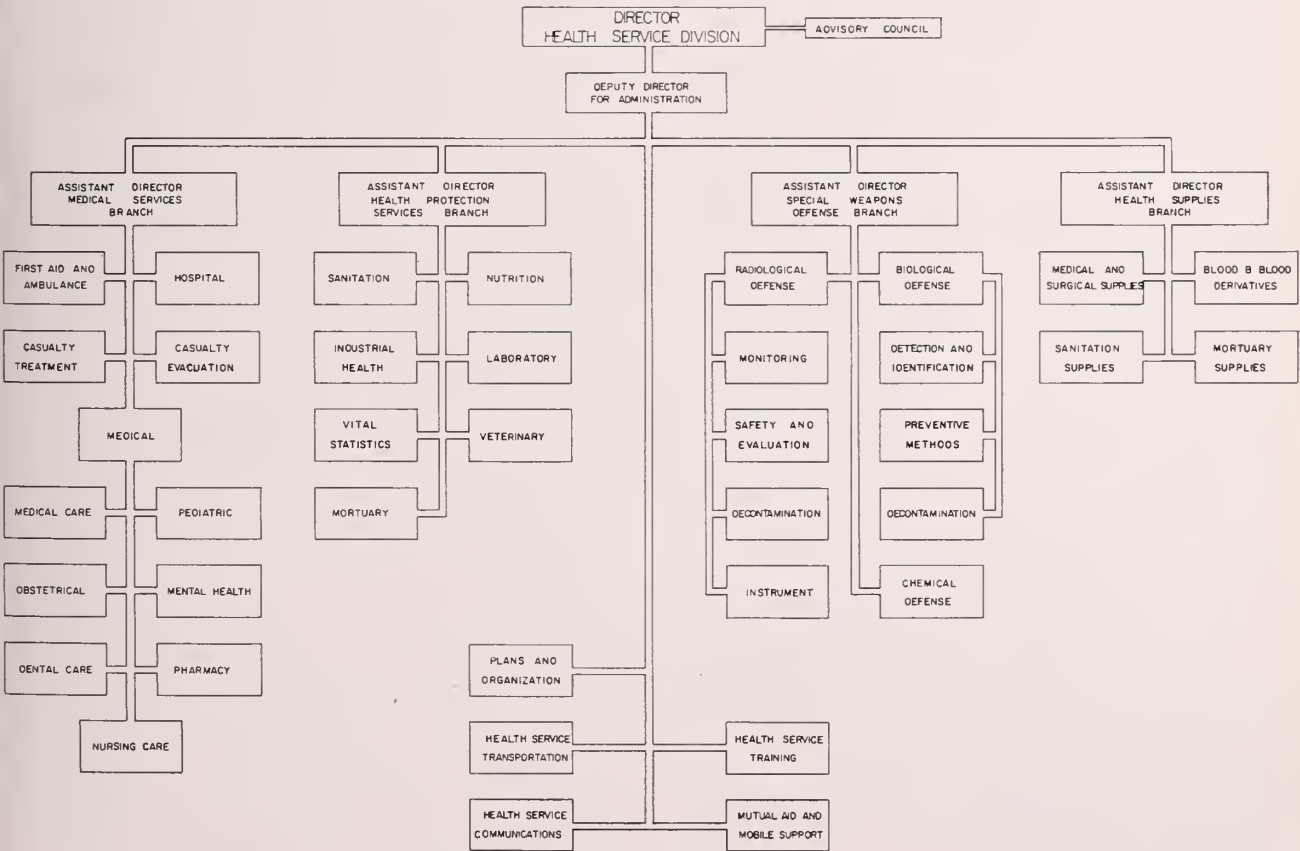 DIRECTOR
HEALTH SERVICE DIVISION
ADVISORY COUNCIL
DEPUTY DIRECTOR
FOR ADMINISTRATION
ASSISTANT DIRECTOR
MEDICAL SERVICES
BRANCH
ASSISTANT DIRECTOR
HEALTH PROTECTION
SERVICES BRANCH
ASSISTANT DIRECTOR
SPECIAL WEAPONS
DEFENSE BRANCH
ASSISTANT DIRECTOR
HEALTH SUPPLIES
BRANCH
FIRST AID AND
AMBULANCE
HOSPITAL
SANITATION
NUTRITION
RADIOLOGICAL
DEFENSE
BIOLOGICAL
DEFENSE
MEDICAL AND
SURGICAL SUPPLIES
BLOOD & BLOOD
DERIVATIVES
CASUALTY
TREATMENT
CASUALTY
EVACUATION
INDUSTRIAL
HEALTH
LABORATORY
MONITORING
DETECTION AND
IDENTIFICATION
SANITATION
SUPPLIES
MORTUARY
SUPPLIES
MEDICAL
VITAL
STATISTICS
VETERINARY
SAFETY AND
EVALUATION
PREVENTIVE
METHODS
MEDICAL CARE
PEDIATRIC
MORTUARY
DECONTAMINATION
DECONTAMINATION
OBSTETRICAL
MENTAL HEALTH
INSTRUMENT
CHEMICAL
DEFENSE
DENTAL CARE
PHARMACY
PLANS AND
ORGANIZATION
NURSING CARE
HEALTH SERVICE
TRANSPORTATION
HEALTH SERVICE
TRAINING
HEALTH SERVICE
COMMUNICATIONS
MUTUAL AID AND
MOBILE SUPPORT